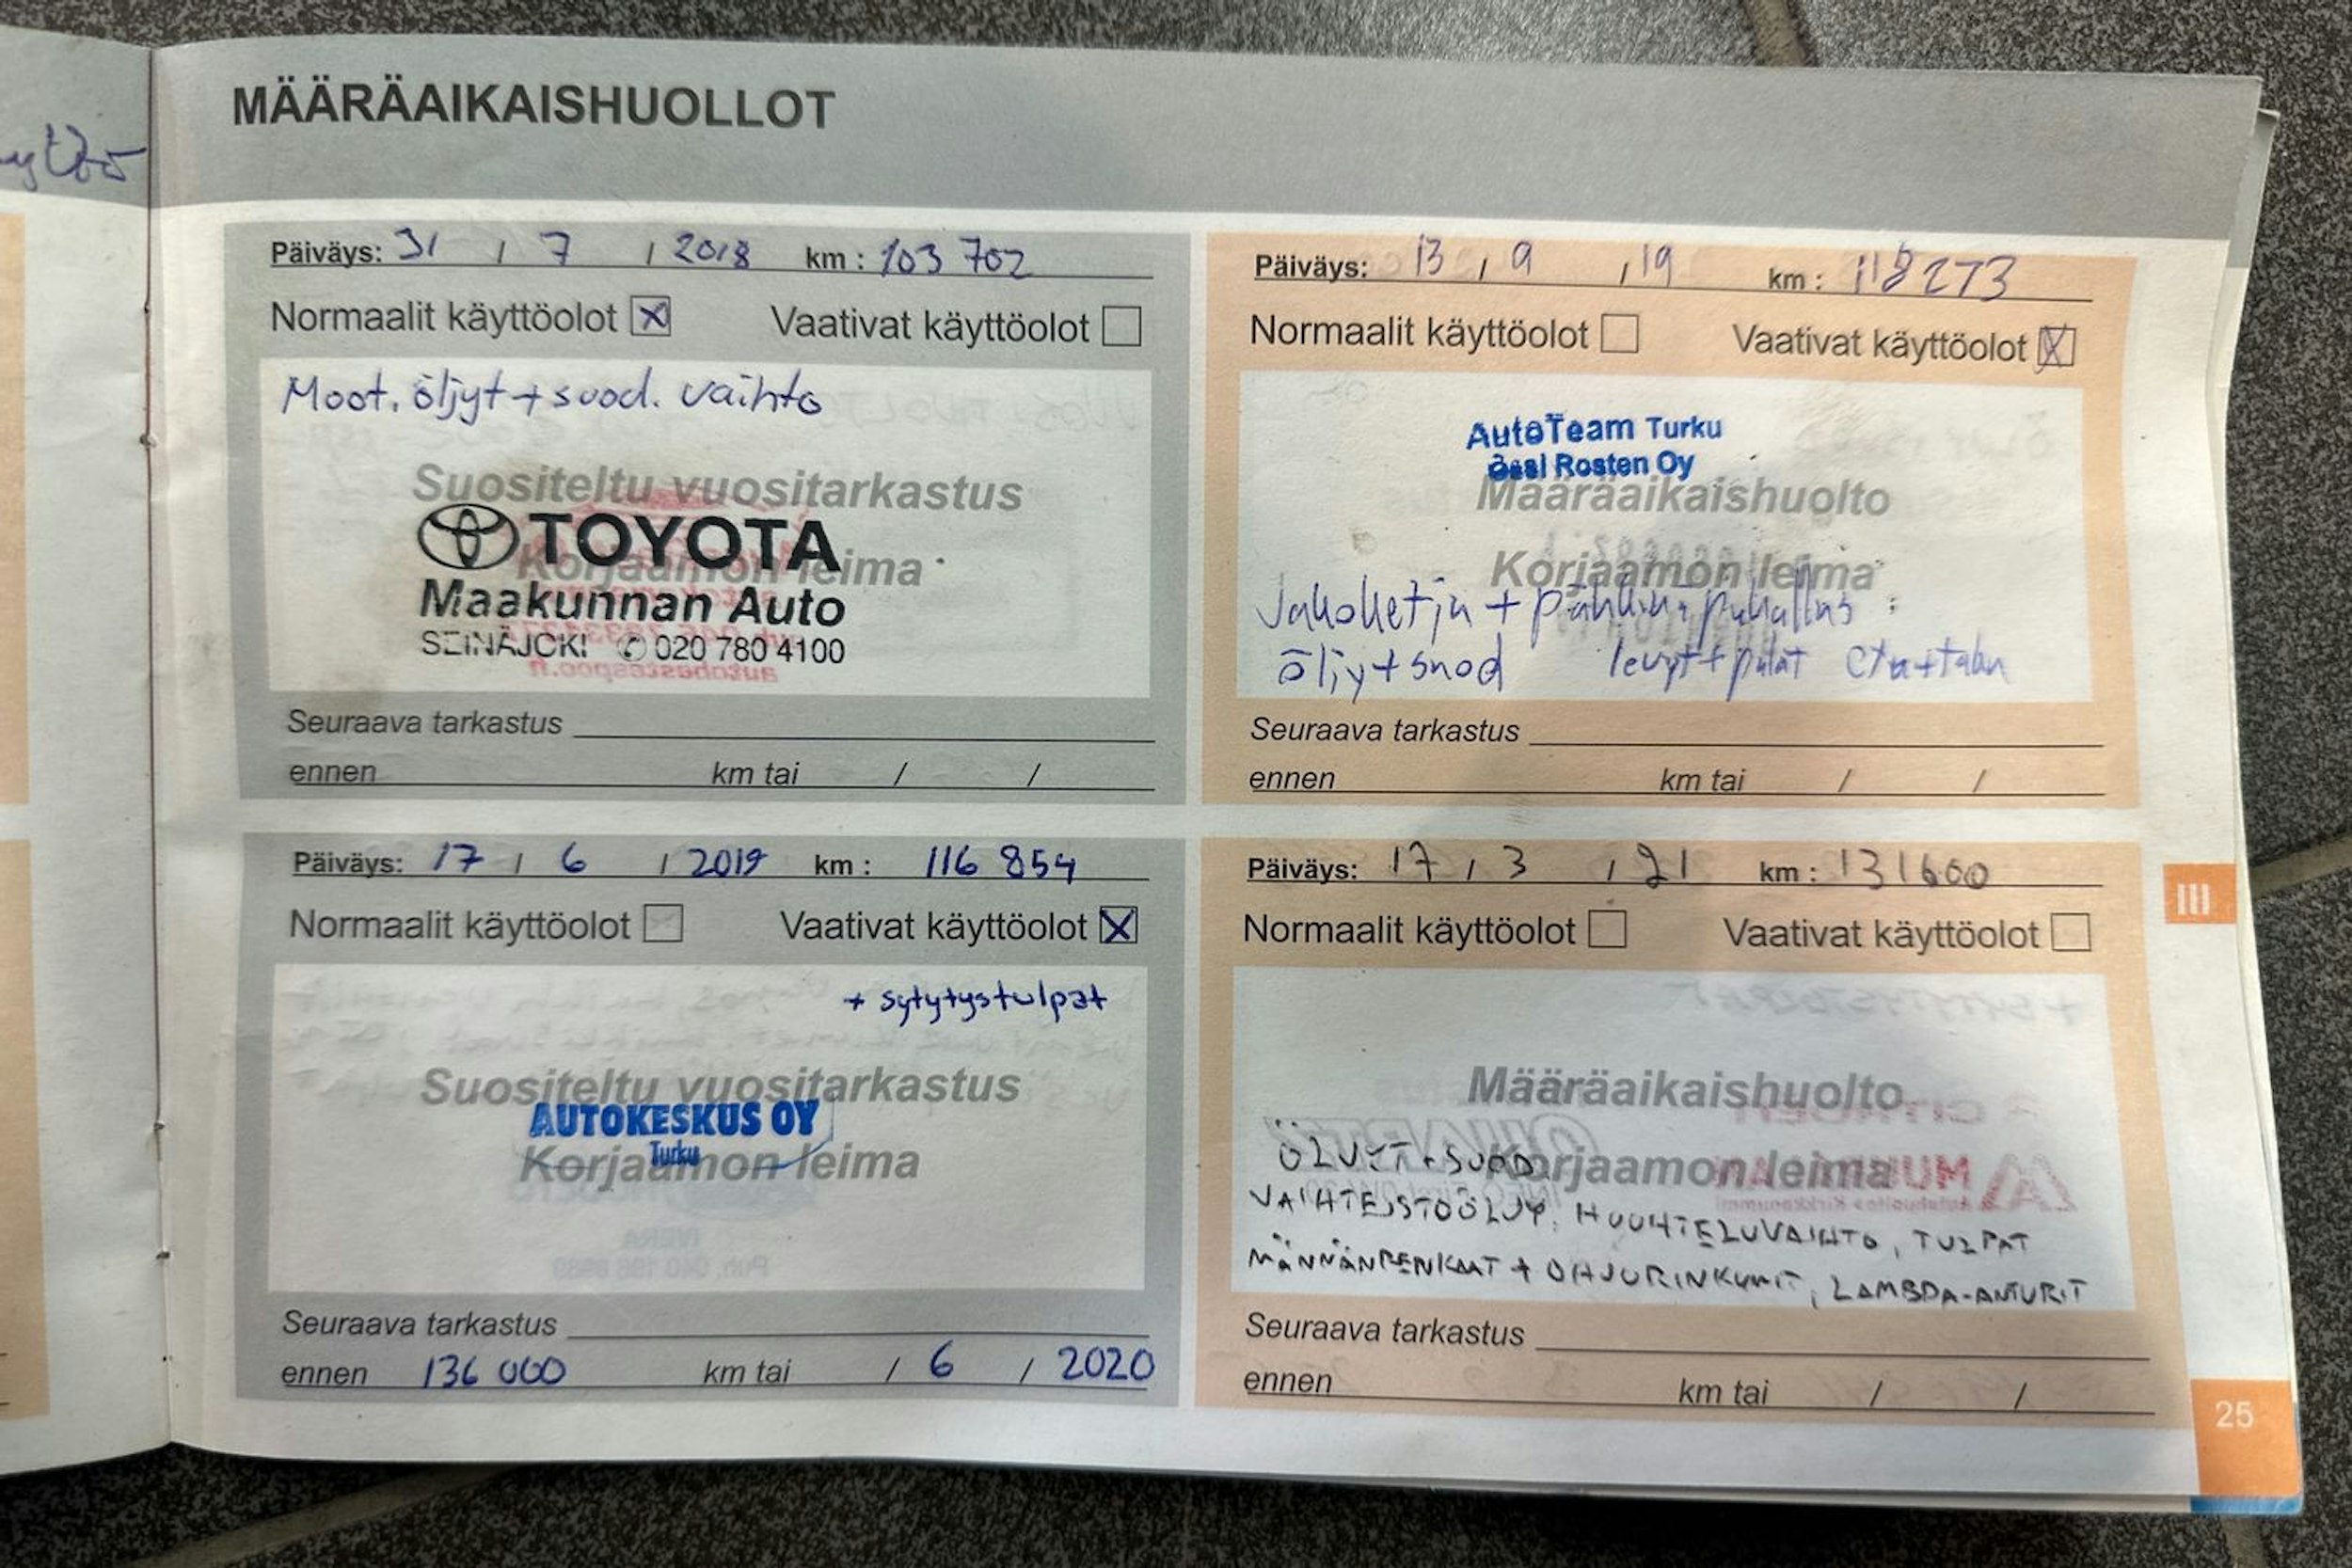 MÄÄRÄAIKAISHUOLLOT
Päiväys: 31 / 7 / 2018 km : 103 702
Normaalit käyttöolot x Vaativat käyttöolot
Moot. öljyt + suod. vaihto
Suositeltu vuositarkastus
TOYOTA
Korjaamon leima
Maakunnan Auto
SEINÄJOKI 020 780 4100
Seuraava tarkastus
ennen km tai / /
Päiväys: 17 / 6 / 2019 km : 116 854
Normaalit käyttöolot Vaativat käyttöolot X
+ sytytystulpat
Suositeltu vuositarkastus
AUTOKESKUS OY
Turku
Korjaamon leima
Seuraava tarkastus
ennen 136 000 km tai / 6 / 2020
Päiväys: 13 / 9 / 19 km : 118273
Normaalit käyttöolot Vaativat käyttöolot X
AutoTeam Turku
Rosten Oy
Määräaikaishuolto
Korjaamon leima
Jakoketju + puhallus
öljy + suod levyt + palat
Seuraava tarkastus
ennen km tai / /
Päiväys: 17 / 3 / 21 km : 131600
Normaalit käyttöolot Vaativat käyttöolot
Määräaikaishuolto
Korjaamon leima
ÖLJYT + SUOD
VAIHTEISTOÖLJY, HUUHTELUVAIHTO, TULPAT
MÄNNÄNRENKAAT + OHJURINKUMIT, LAMBDA-ANTURIT
Seuraava tarkastus
ennen km tai / /
III
25